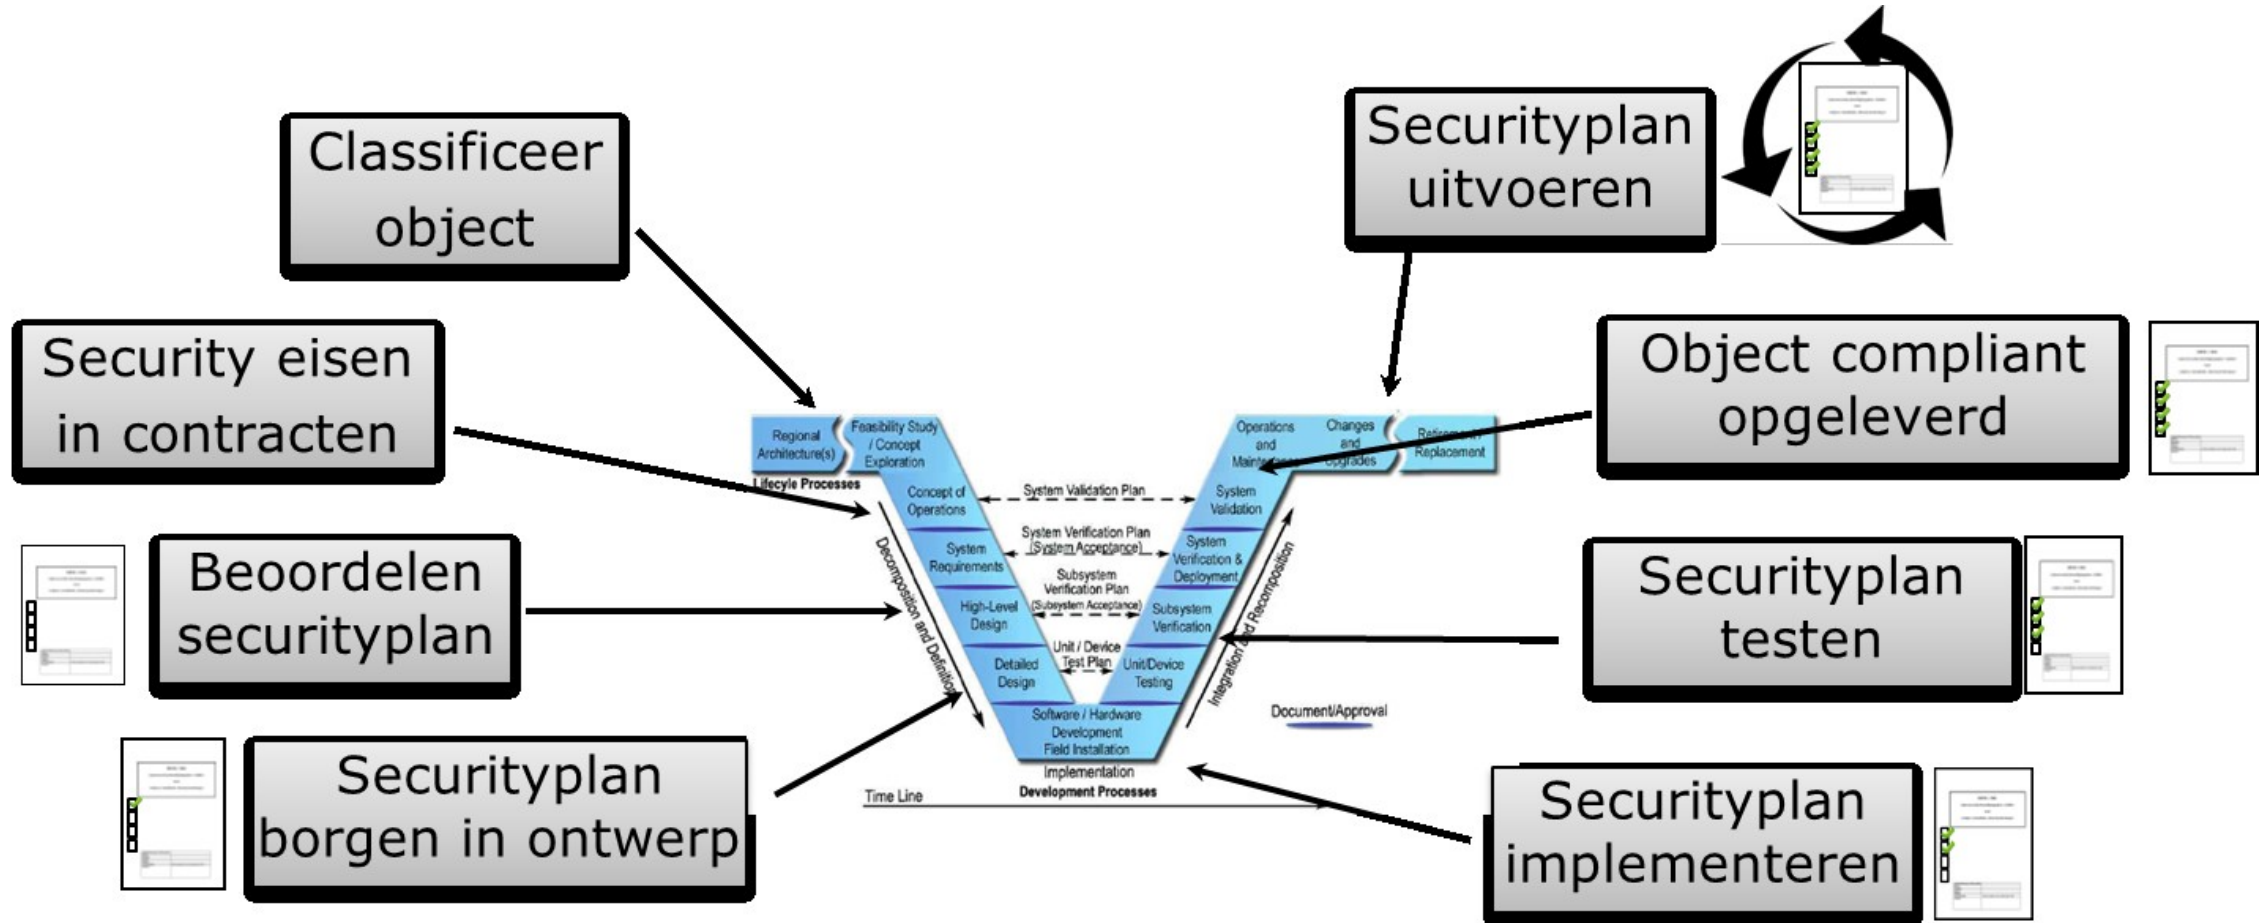 Classificeer
object
Security eisen
in contracten
Beoordelen
securityplan
Securityplan
borgen in ontwerp
Securityplan
uitvoeren
Object compliant
opgeleverd
Securityplan
testen
Securityplan
implementeren
Regional
Architecture(s)
Feasibility Study
/ Concept
Exploration
Lifecyle Processes
Concept of
Operations
System
Requirements
High-Level
Design
Detailed
Design
Software / Hardware
Development
Field Installation
Implementation
Development Processes
Time Line
Decomposition and Definition
System Validation Plan
System Verification Plan
(System Acceptance)
Subsystem
Verification Plan
(Subsystem Acceptance)
Unit / Device
Test Plan
Operations
and
Maintenance
Changes
and
Upgrades
Retirement /
Replacement
System
Validation
System
Verification &
Deployment
Subsystem
Verification
Unit/Device
Testing
Integration and Recomposition
Document/Approval